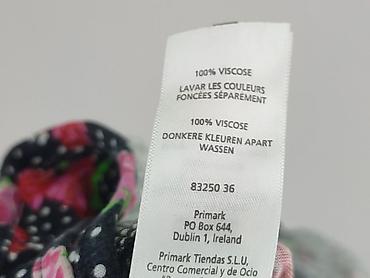 100% VISCOSE
LAVAR LES COULEURS
FONCÉES SÉPAREMENT
100% VISCOSE
DONKERE KLEUREN APART
WASSEN
83250 36
Primark
PO Box 644,
Dublin 1, Ireland
Primark Tiendas S.L.U,
Centro Comercial y de Ocio